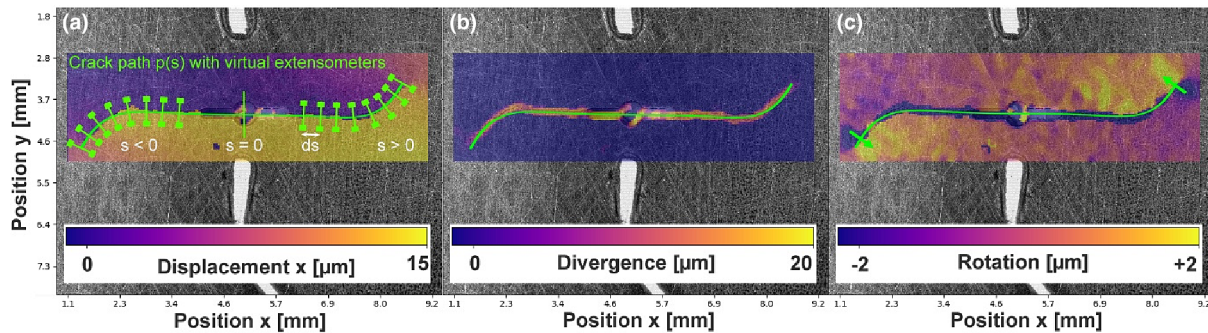 (a)
(b)
(c)
1.8
2.8
3.7
4.6
5.5
6.4
7.3
Position y [mm]
Crack path p(s) with virtual extensometers
s < 0
s = 0
ds
s > 0
0 Displacement x [μm] 15
0 Divergence [μm] 20
-2 Rotation [μm] +2
1.1 2.3 3.4 4.6 5.7 6.9 8.0 9.2
1.1 2.3 3.4 4.6 5.7 6.9 8.0 9.2
1.1 2.3 3.4 4.6 5.7 6.9 8.0 9.2
Position x [mm]
Position x [mm]
Position x [mm]